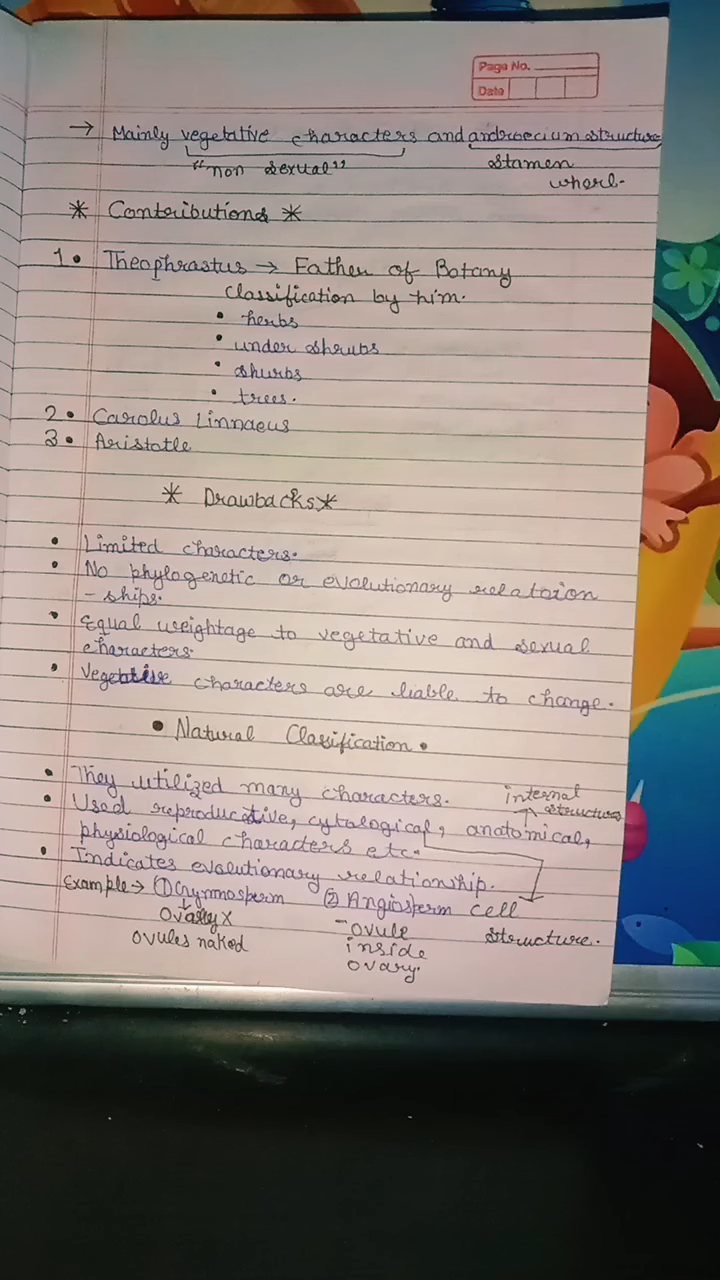 Page No.
Date
→ Mainly vegetative characters and androecium structure
"non sexual" stamen
wherl.
* Contributions *
1. Theophrastus → Father of Botany
Classification by him.
• herbs
• under shrubs
• shurbs
• trees.
2. Carolus Linnaeus
3. Aristotle
* Drawbacks *
• Limited characters.
• No phylogenetic or evolutionary relatoion
- ships.
• Equal weightage to vegetative and sexual
characters.
• Vegetative characters are liable to change.
• Natural Classification •
• They utilized many characters. internal
structure
• Used reproductive, cytological, anatomical,
physiological characters etc.
• Indicates evolutionary relationship.
Example → (1) Gymnosperm (2) Angiosperm cell
Ovary X - ovule structure.
ovules naked inside
ovary.